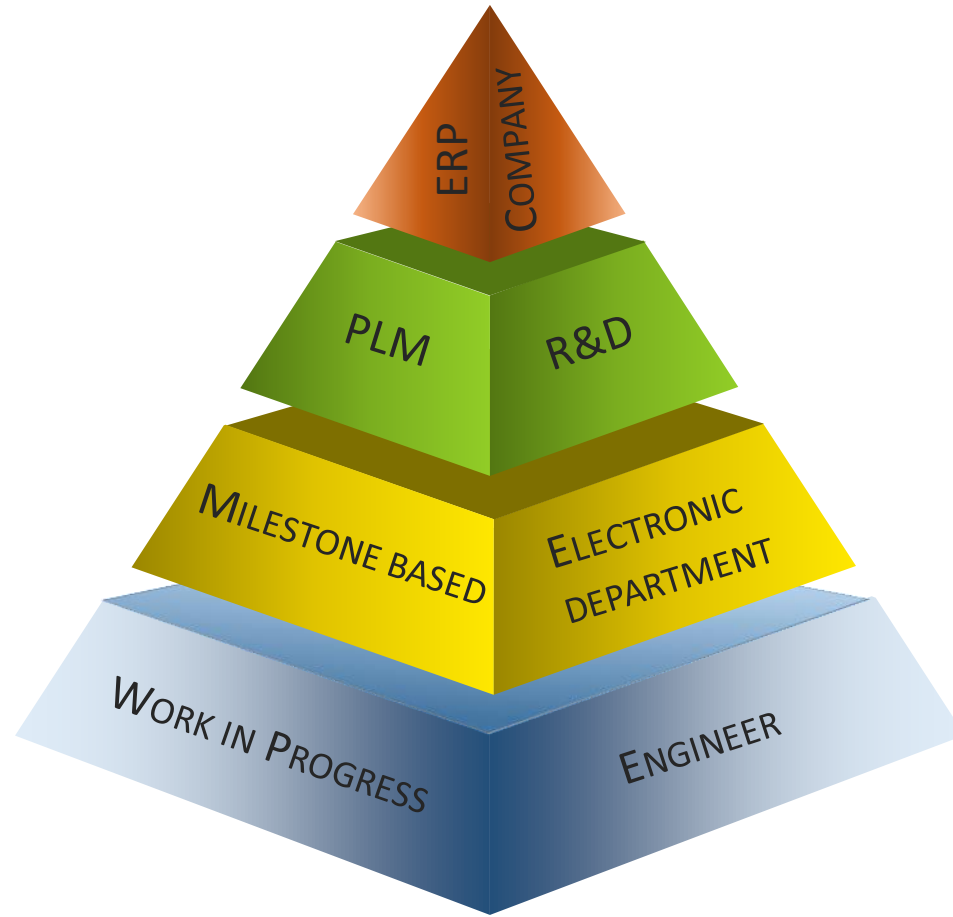 ERP
COMPANY
PLM
R&D
MILESTONE BASED
ELECTRONIC
DEPARTMENT
WORK IN PROGRESS
ENGINEER